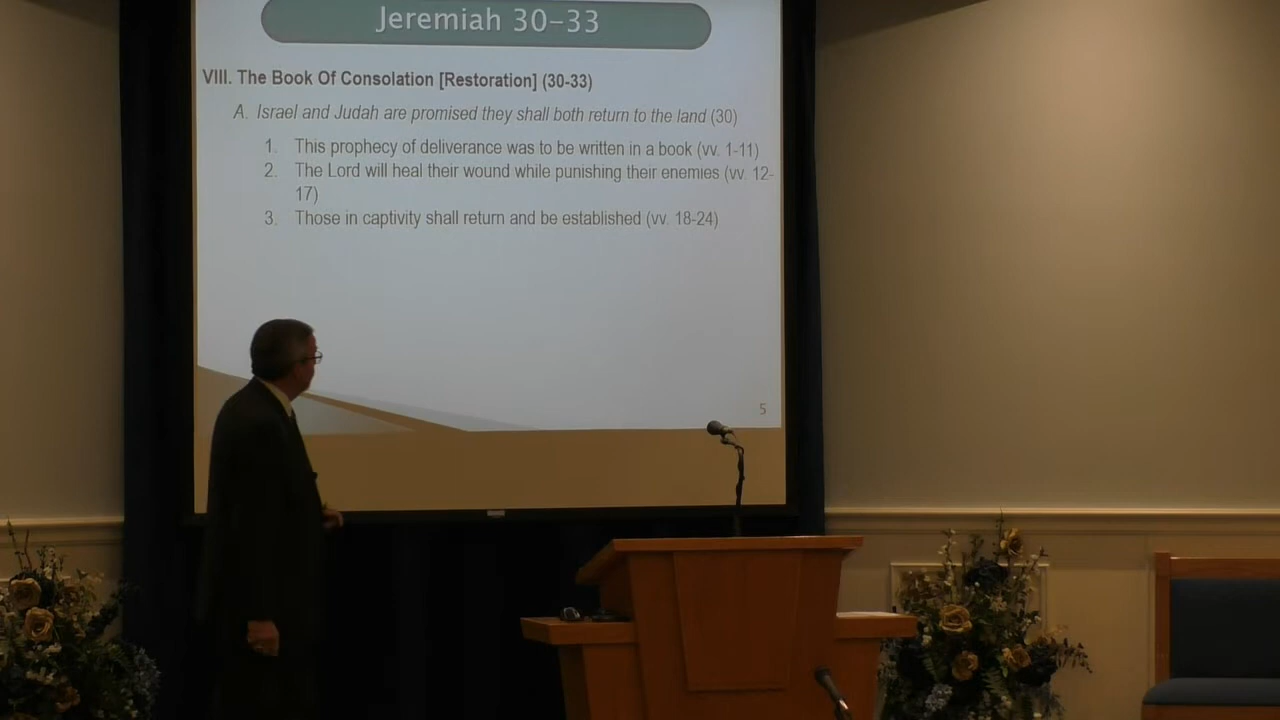 Jeremiah 30–33
VIII. The Book Of Consolation [Restoration] (30-33)
A. Israel and Judah are promised they shall both return to the land (30)
1. This prophecy of deliverance was to be written in a book (vv. 1-11)
2. The Lord will heal their wound while punishing their enemies (vv. 12-
17)
3. Those in captivity shall return and be established (vv. 18-24)
5